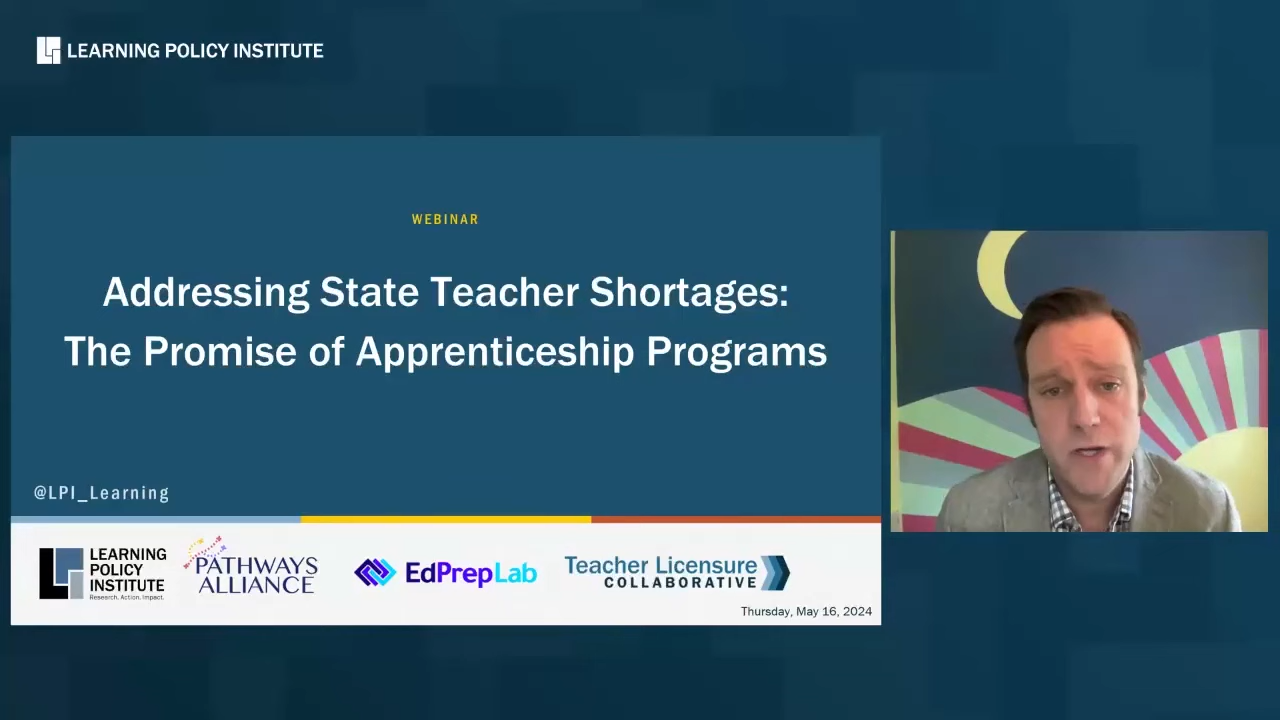 LEARNING POLICY INSTITUTE
WEBINAR
Addressing State Teacher Shortages:
The Promise of Apprenticeship Programs
@LPI_Learning
LEARNING
POLICY
INSTITUTE
Research. Action. Impact.
PATHWAYS
ALLIANCE
EdPrepLab
Teacher Licensure
COLLABORATIVE
Thursday, May 16, 2024